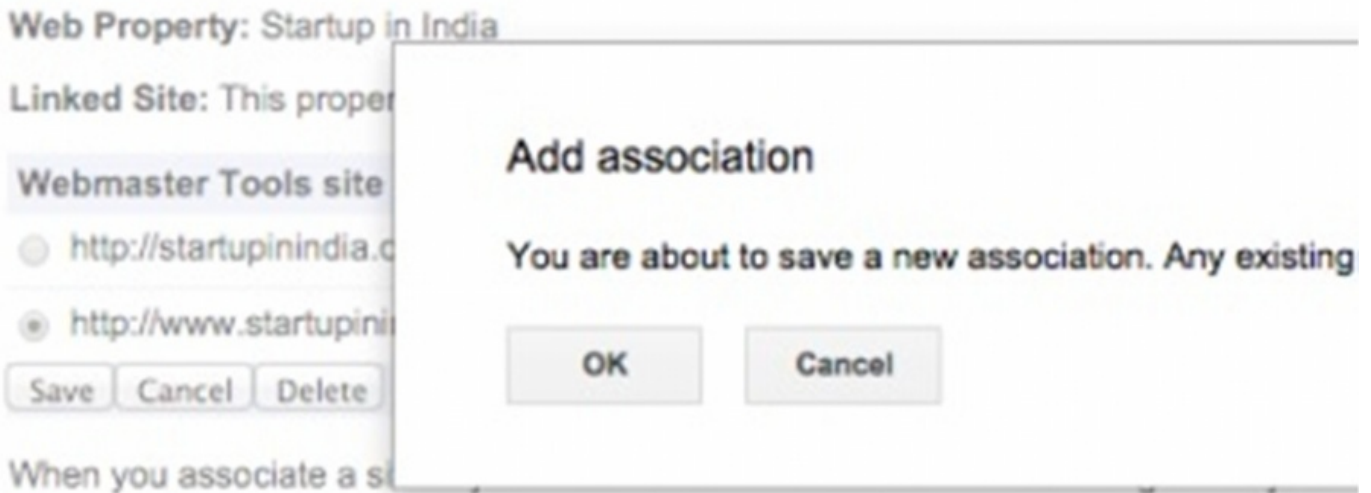 Web Property: Startup in India
Linked Site: This proper
Webmaster Tools site
http://startupinindia.c
http://www.startupini
Save Cancel Delete
When you associate a si
Add association
You are about to save a new association. Any existing
OK Cancel